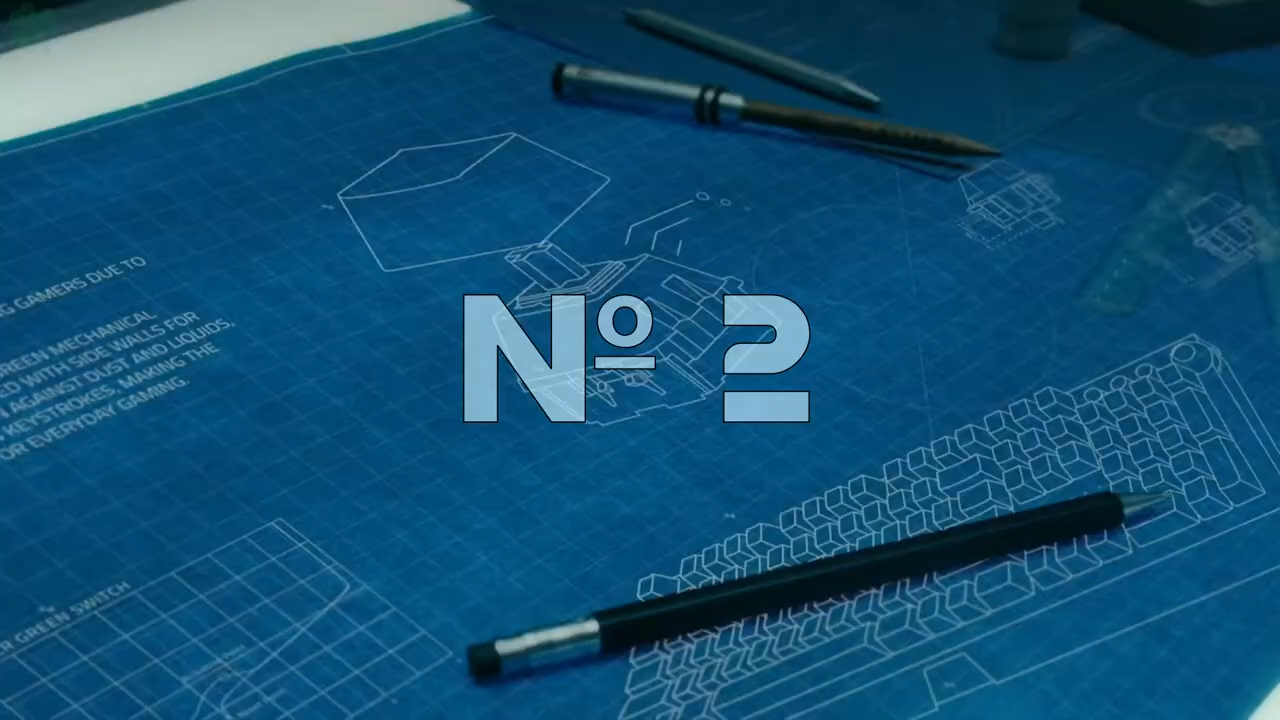 G GAMERS DUE TO
REEN MECHANICAL
ED WITH SIDE WALLS FOR
N AGAINST DUST AND LIQUIDS,
KEYSTROKES, MAKING THE
OR EVERYDAY GAMING.
№ 2
R GREEN SWITCH